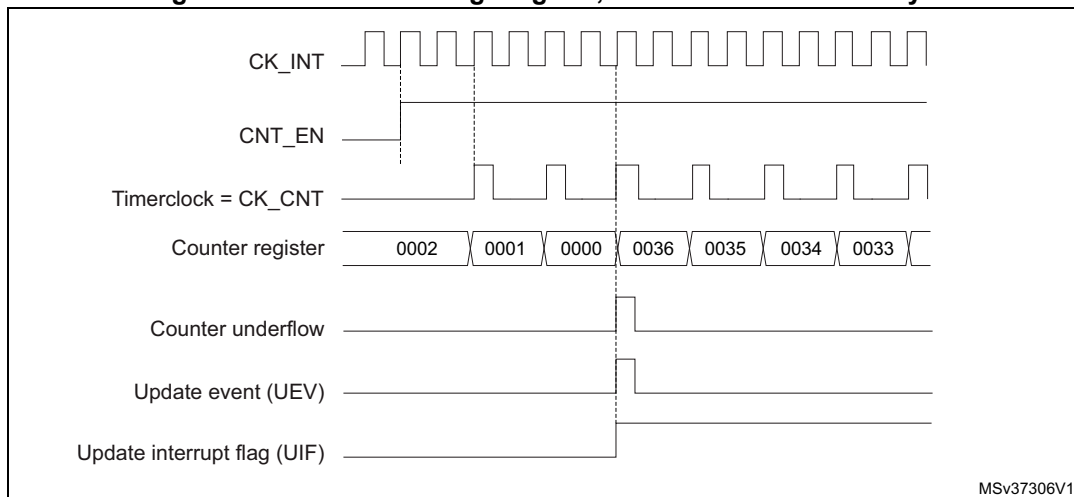 CK_INT
CNT_EN
Timerclock = CK_CNT
Counter register 0002 0001 0000 0036 0035 0034 0033
Counter underflow
Update event (UEV)
Update interrupt flag (UIF)
MSv37306V1